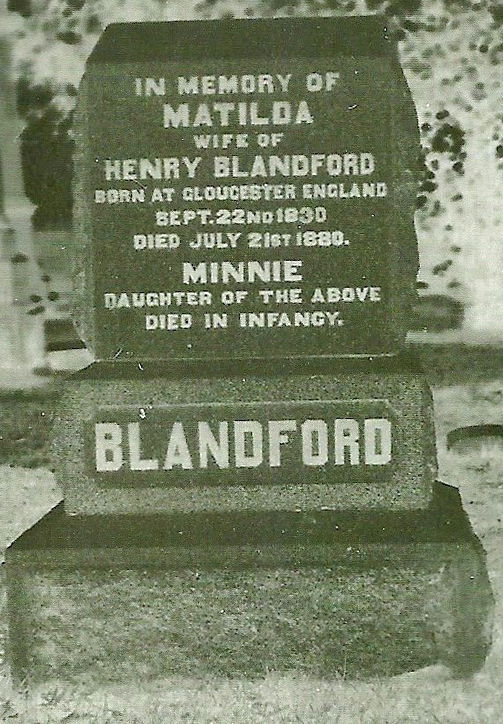 IN MEMORY OF
MATILDA
WIFE OF
HENRY BLANDFORD
BORN AT GLOUCESTER ENGLAND
SEPT. 22ND 1830
DIED JULY 21ST 1880.
MINNIE
DAUGHTER OF THE ABOVE
DIED IN INFANCY.
BLANDFORD